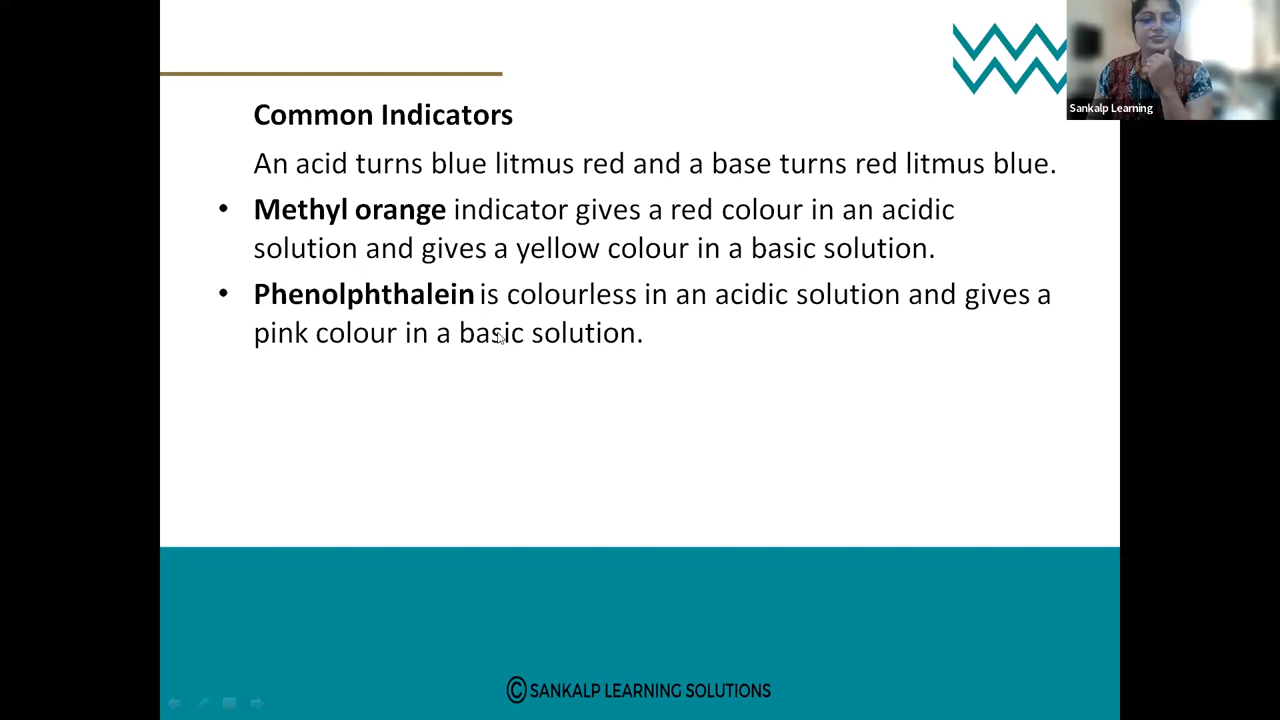 Sankalp Learning
Common Indicators
An acid turns blue litmus red and a base turns red litmus blue.
• Methyl orange indicator gives a red colour in an acidic
solution and gives a yellow colour in a basic solution.
• Phenolphthalein is colourless in an acidic solution and gives a
pink colour in a basic solution.
© SANKALP LEARNING SOLUTIONS